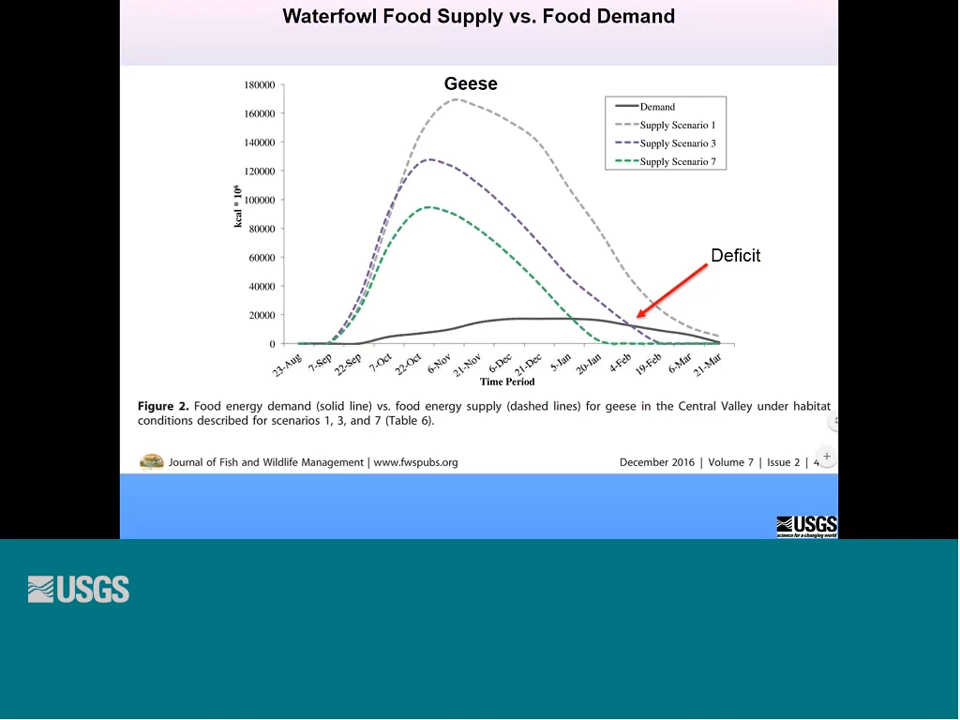 Waterfowl Food Supply vs. Food Demand
Geese
180000
160000
140000
120000
100000
80000
60000
40000
20000
0
kcal * 10⁶
Demand
Supply Scenario 1
Supply Scenario 3
Supply Scenario 7
Deficit
23-Aug
7-Sep
22-Sep
7-Oct
22-Oct
6-Nov
21-Nov
6-Dec
21-Dec
5-Jan
20-Jan
4-Feb
19-Feb
6-Mar
21-Mar
Time Period
Figure 2. Food energy demand (solid line) vs. food energy supply (dashed lines) for geese in the Central Valley under habitat
conditions described for scenarios 1, 3, and 7 (Table 6).
Journal of Fish and Wildlife Management | www.fwspubs.org
December 2016 | Volume 7 | Issue 2 |
USGS
science for a changing world
USGS